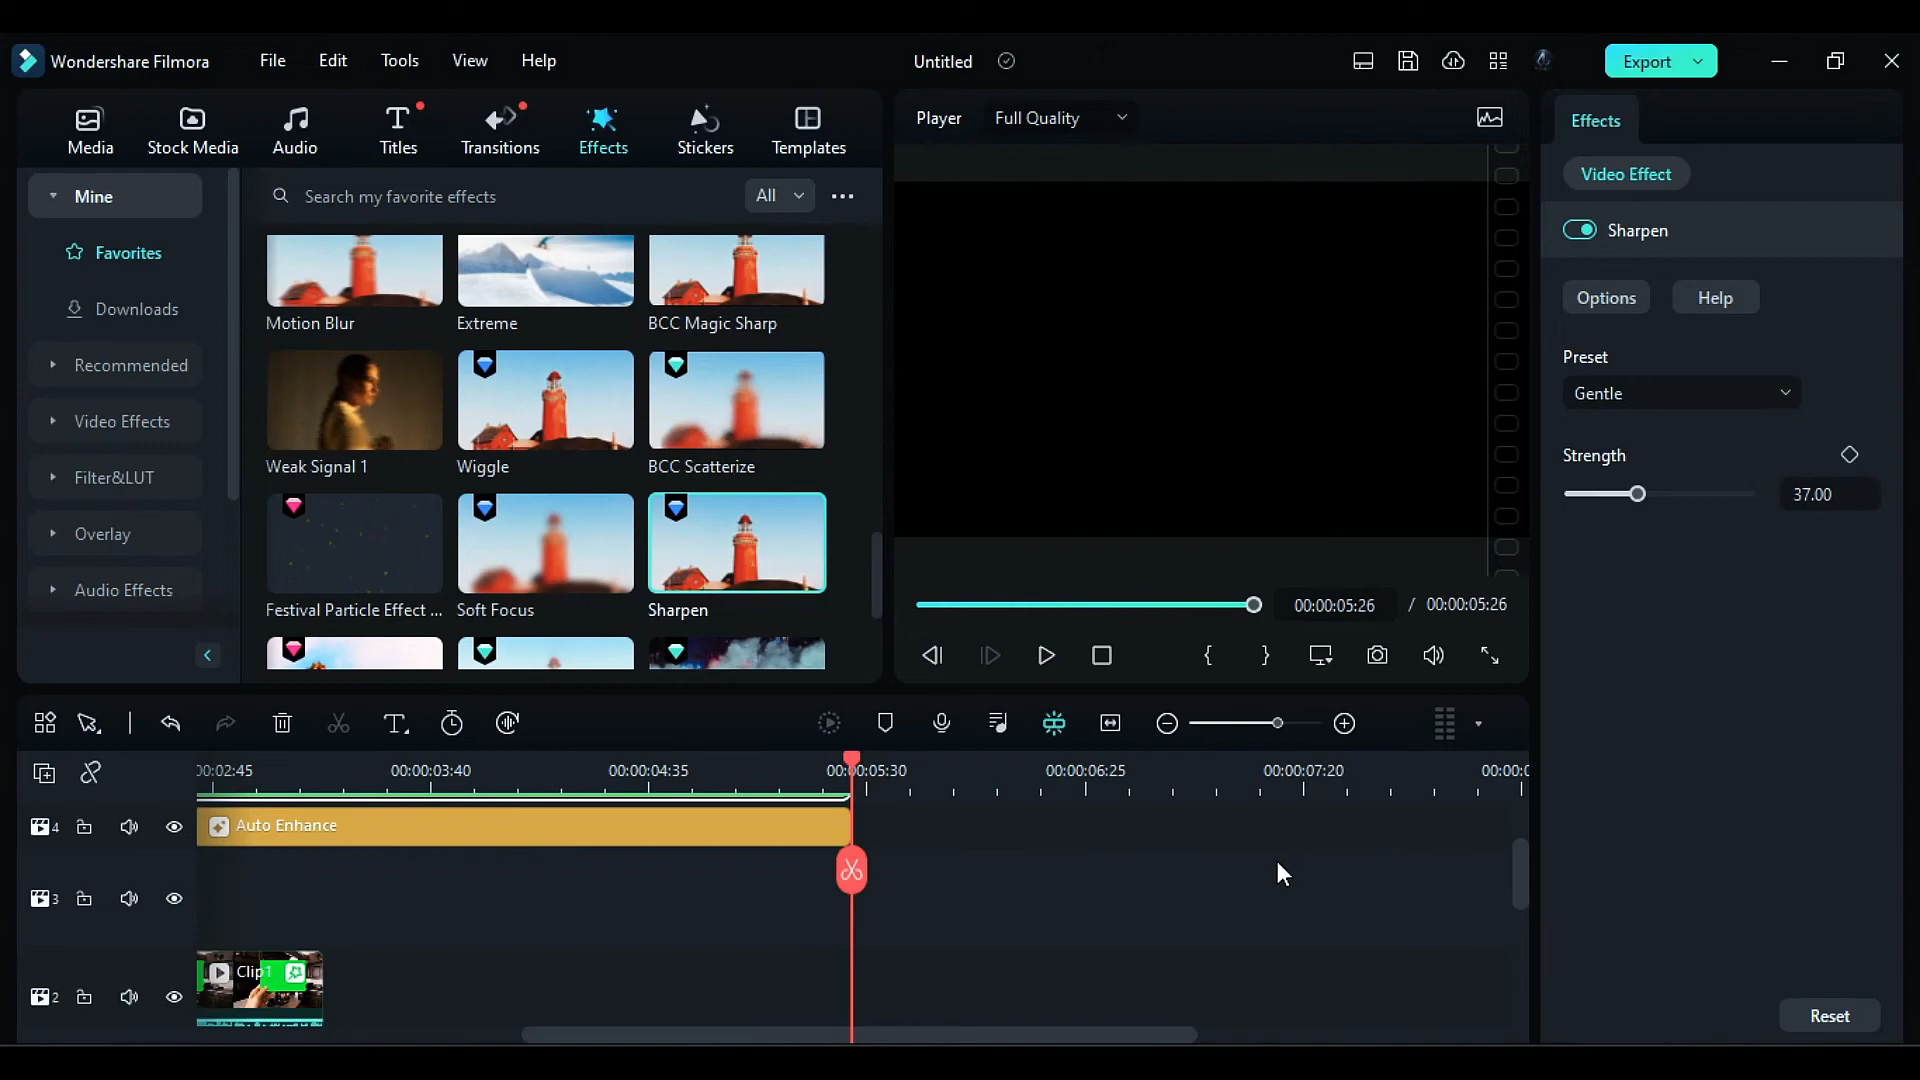 Wondershare Filmora
File
Edit
Tools
View
Help
Untitled
Export
Media
Stock Media
Audio
Titles
Transitions
Effects
Stickers
Templates
Player
Full Quality
Effects
Video Effect
Mine
Search my favorite effects
All
Sharpen
Favorites
Downloads
Recommended
Video Effects
Filter&LUT
Overlay
Audio Effects
Motion Blur
Extreme
BCC Magic Sharp
Weak Signal 1
Wiggle
BCC Scatterize
Festival Particle Effect ...
Soft Focus
Sharpen
Options
Help
Preset
Gentle
Strength
37.00
00:00:05:26
/
00:00:05:26
00:02:45
00:00:03:40
00:00:04:35
00:00:05:30
00:00:06:25
00:00:07:20
00:00:0
4
Auto Enhance
3
Clip1
2
Reset